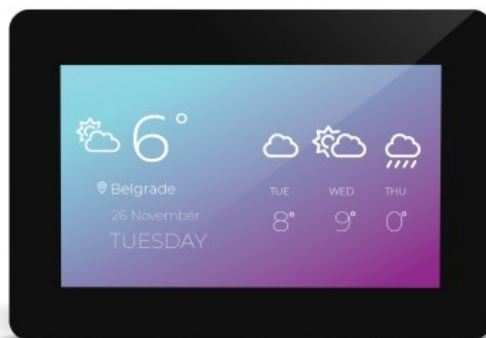 6°
Belgrade
26 November
TUESDAY
TUE WED THU
8° 9° 0°